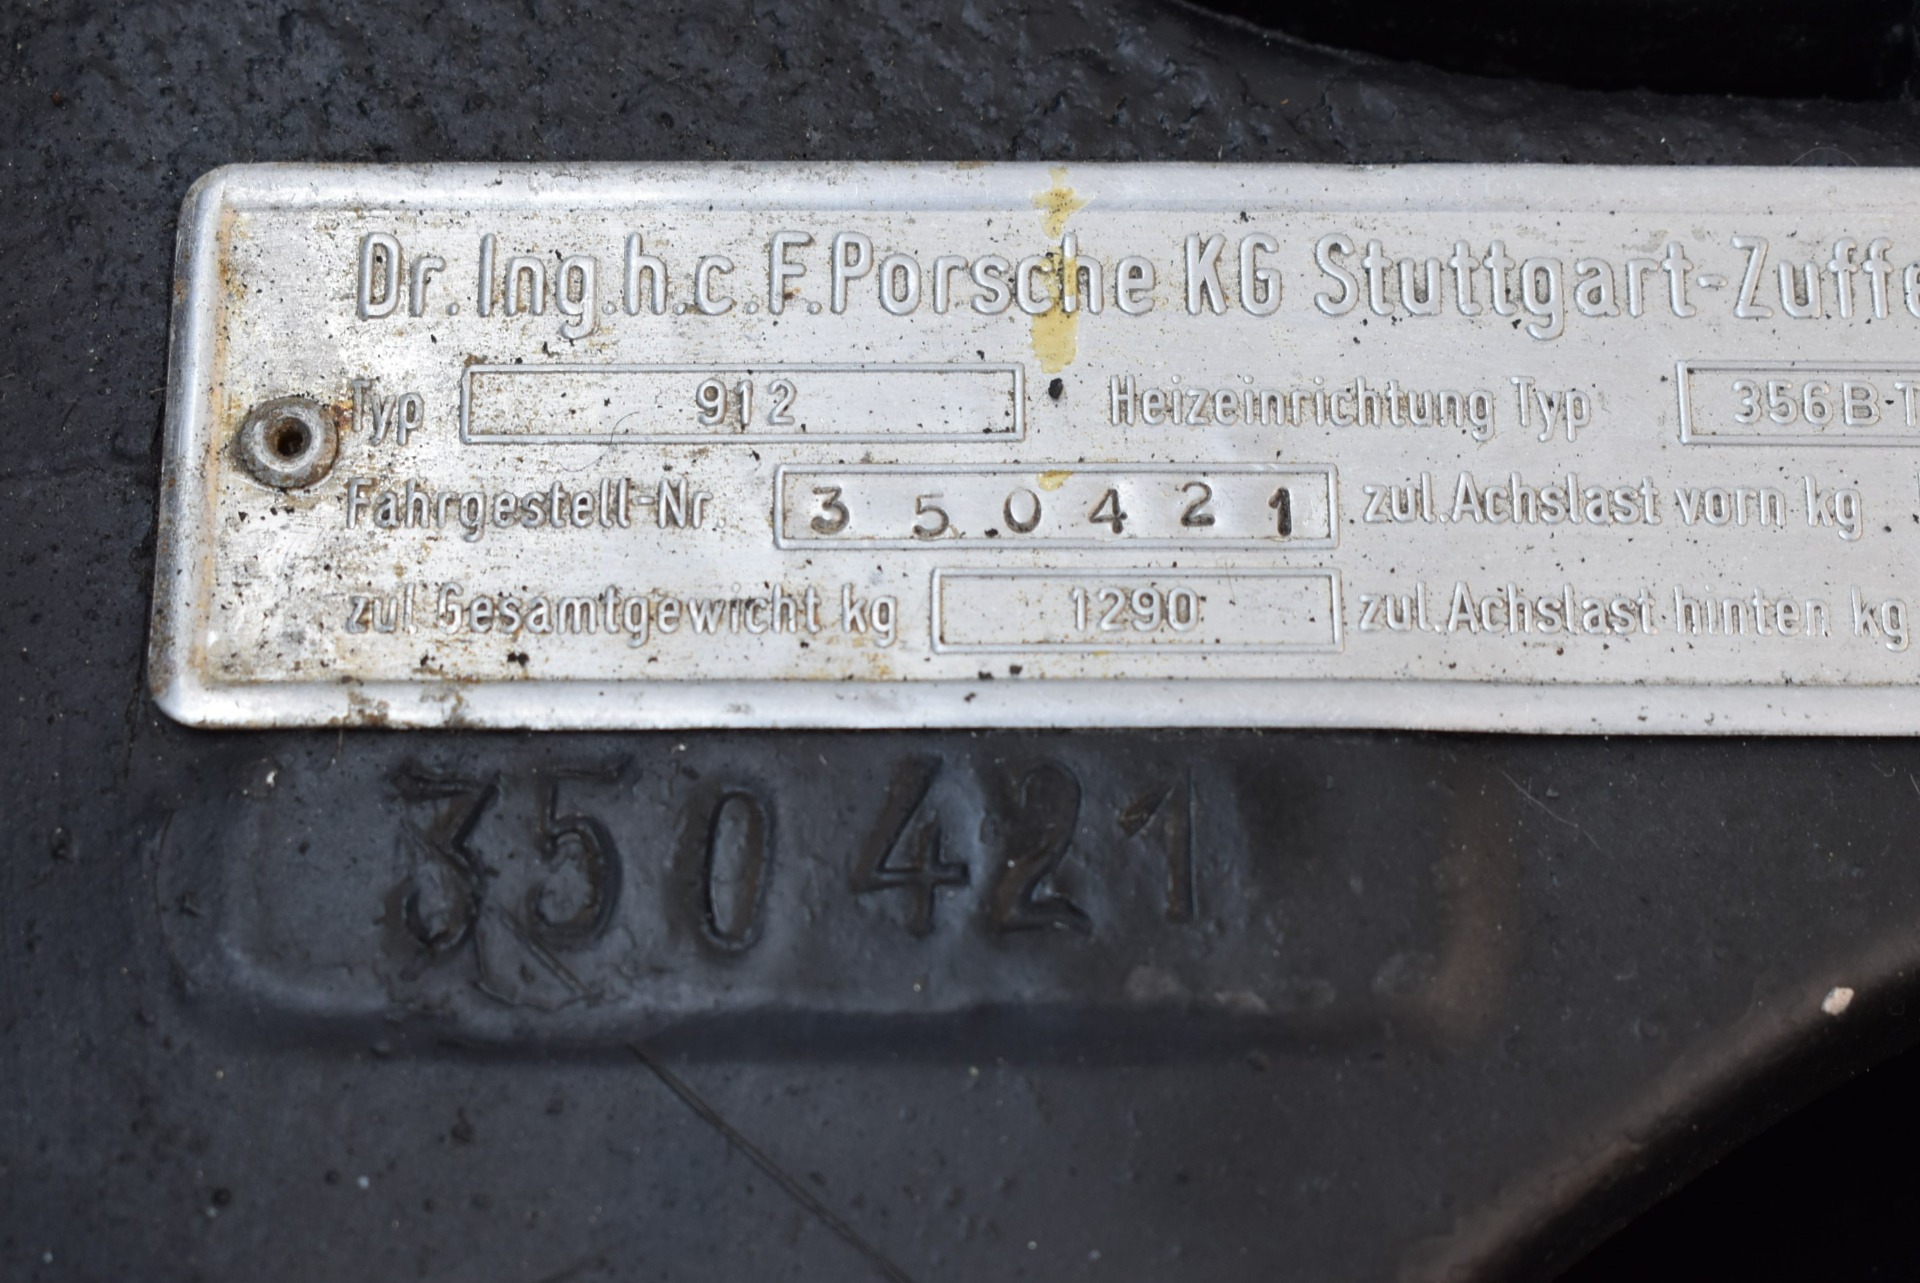 Dr. Ing. h. c. F. Porsche KG Stuttgart-Zuffe
Typ 912 Heizeinrichtung Typ 356B T
Fahrgestell-Nr. 350421 zul. Achslast vorn kg
zul. Gesamtgewicht kg 1290 zul. Achslast hinten kg
350421